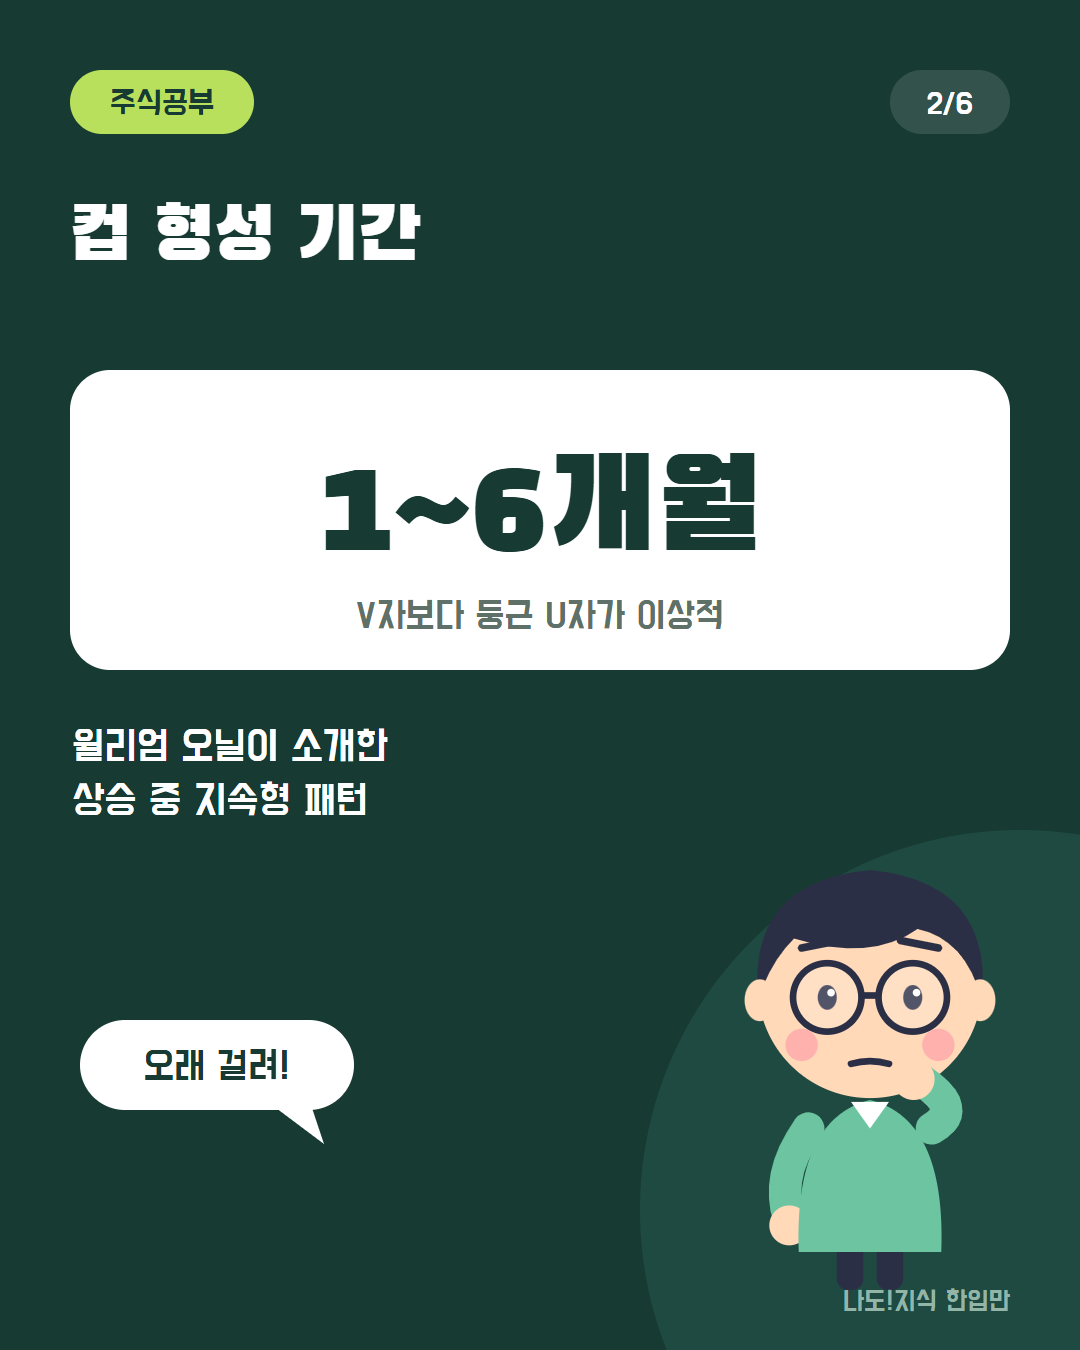 주식공부
2/6
컵 형성 기간
1~6개월
V자보다 둥근 U자가 이상적
윌리엄 오닐이 소개한
상승 중 지속형 패턴
오래 걸려!
나도!지식 한입만